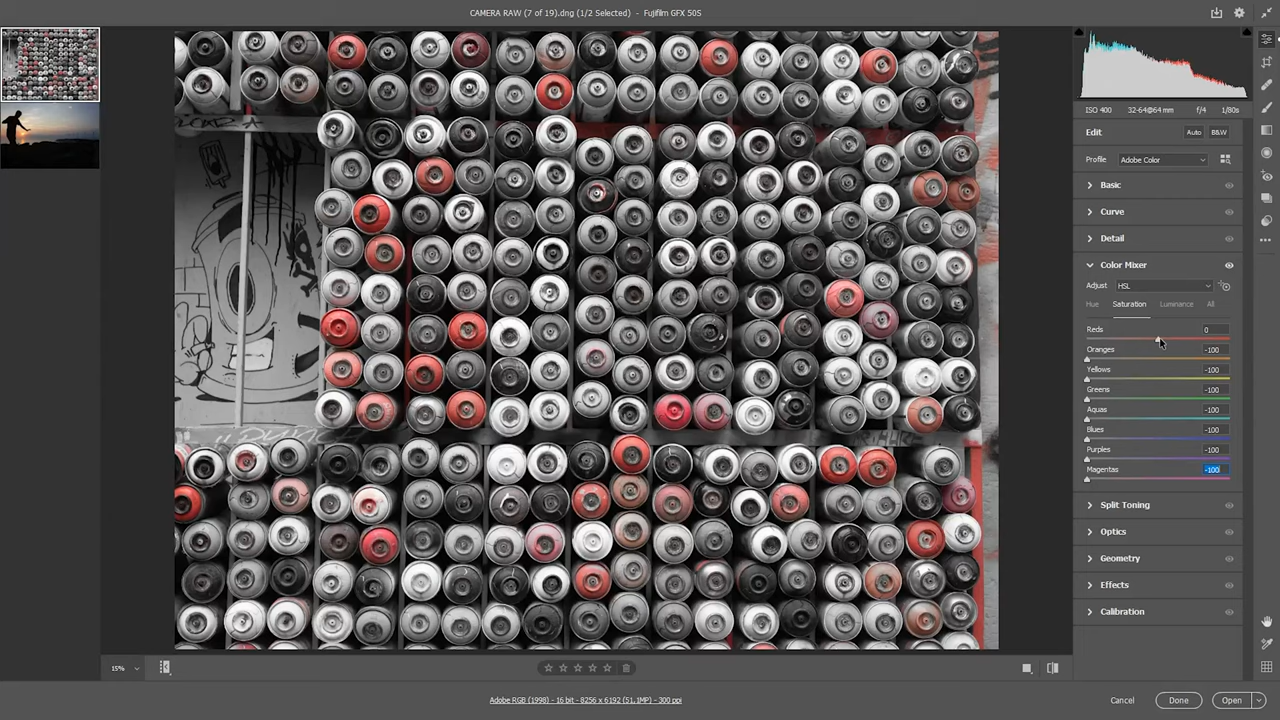 CAMERA RAW (7 of 19).dng (1/2 Selected) - Fujifilm GFX 50S
ISO 400 32-64@64 mm f/4 1/80s
Edit Auto B&W
Profile Adobe Color
Basic
Curve
Detail
Color Mixer
Adjust HSL
Hue Saturation Luminance All
Reds 0
Oranges -100
Yellows -100
Greens -100
Aquas -100
Blues -100
Purples -100
Magentas -100
Split Toning
Optics
Geometry
Effects
Calibration
15%
Adobe RGB (1998) - 16 bit - 8256 x 6192 (51.1MP) - 300 ppi
Cancel Done Open